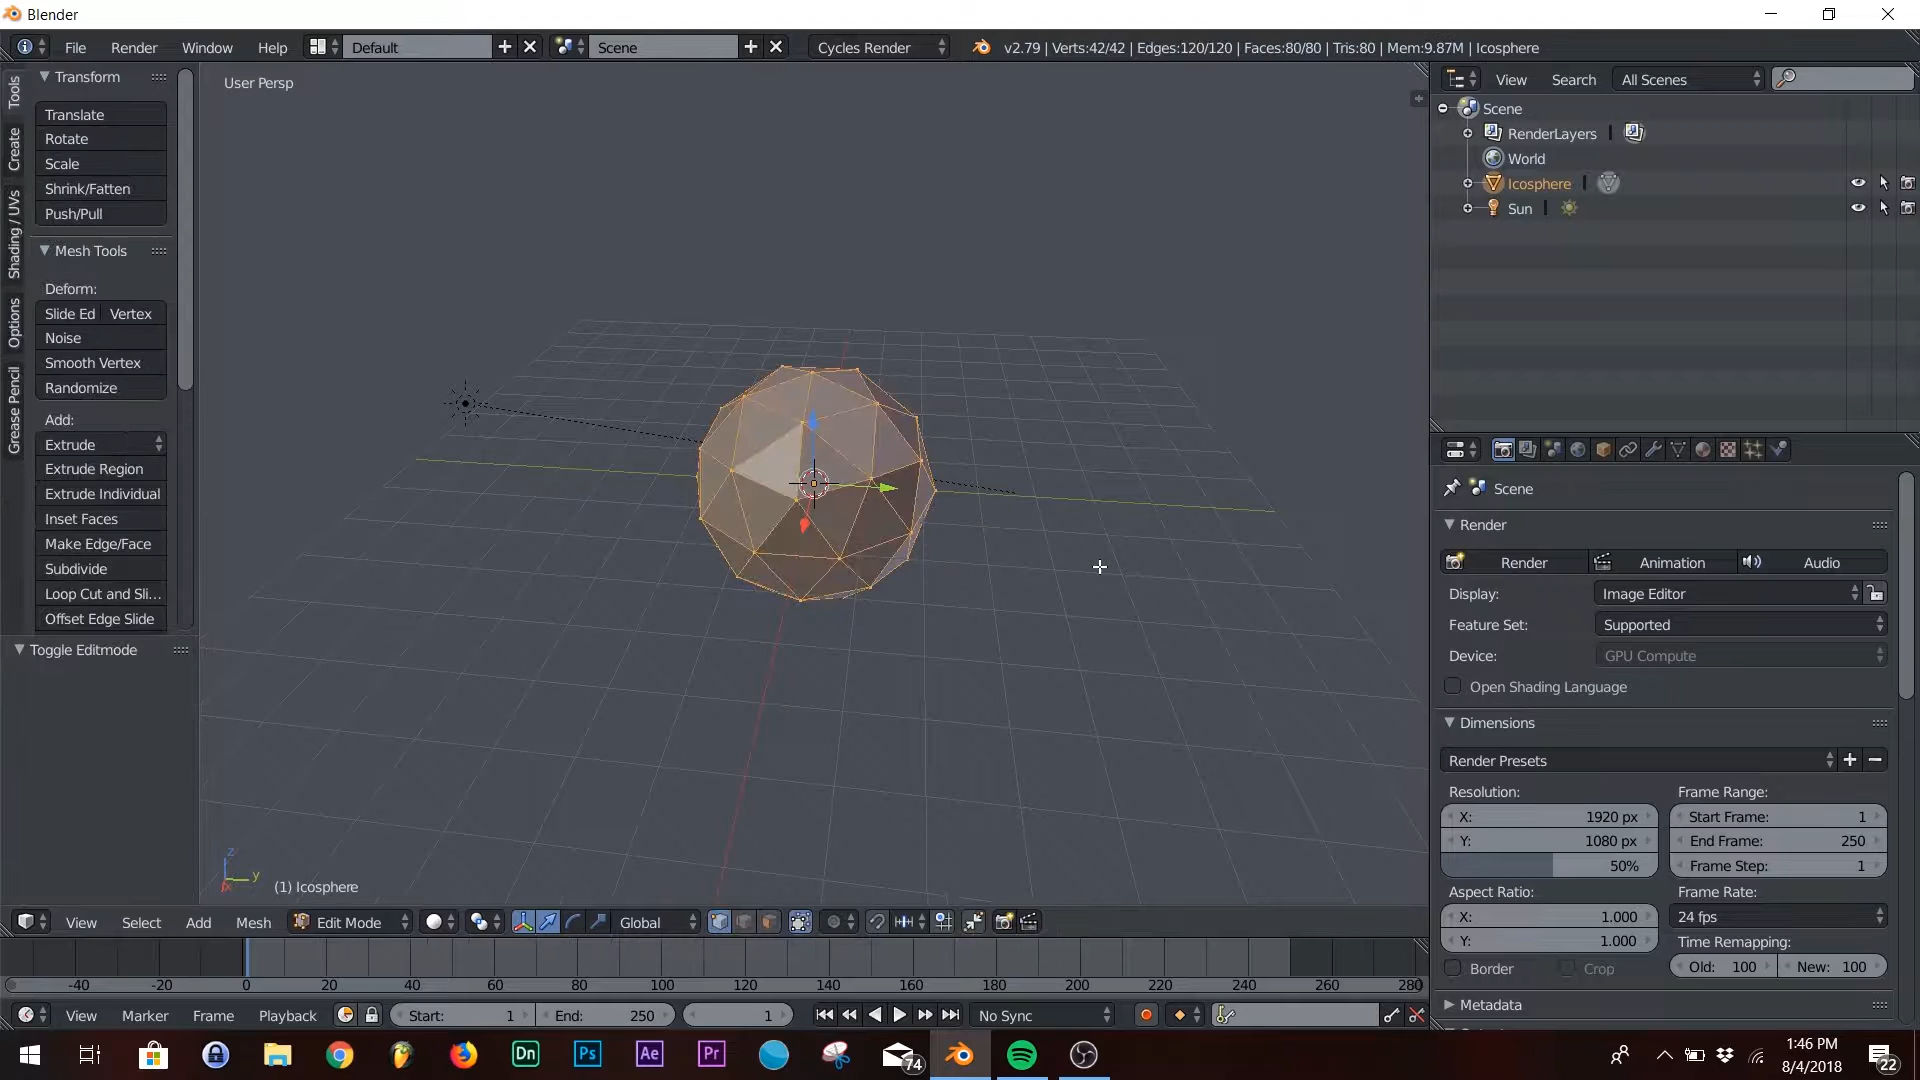 Blender
File Render Window Help Default Scene Cycles Render v2.79 | Verts:42/42 | Edges:120/120 | Faces:80/80 | Tris:80 | Mem:9.87M | Icosphere
Tools
Create
Shading / UVs
Options
Grease Pencil
Transform
Translate
Rotate
Scale
Shrink/Fatten
Push/Pull
Mesh Tools
Deform:
Slide Ed Vertex
Noise
Smooth Vertex
Randomize
Add:
Extrude
Extrude Region
Extrude Individual
Inset Faces
Make Edge/Face
Subdivide
Loop Cut and Sli...
Offset Edge Slide
Toggle Editmode
User Persp
z
y
x
(1) Icosphere
View Select Add Mesh Edit Mode Global
-40 -20 0 20 40 60 80 100 120 140 160 180 200 220 240 260 280
View Marker Frame Playback Start: 1 End: 250 1 No Sync
View Search All Scenes
Scene
RenderLayers
World
Icosphere
Sun
Scene
Render
Render Animation Audio
Display: Image Editor
Feature Set: Supported
Device: GPU Compute
Open Shading Language
Dimensions
Render Presets
Resolution: Frame Range:
X: 1920 px Start Frame: 1
Y: 1080 px End Frame: 250
50% Frame Step: 1
Aspect Ratio: Frame Rate:
X: 1.000 24 fps
Y: 1.000 Time Remapping:
Border Crop Old: 100 New: 100
Metadata
Dn Ps Ae Pr 74
1:46 PM
8/4/2018
22